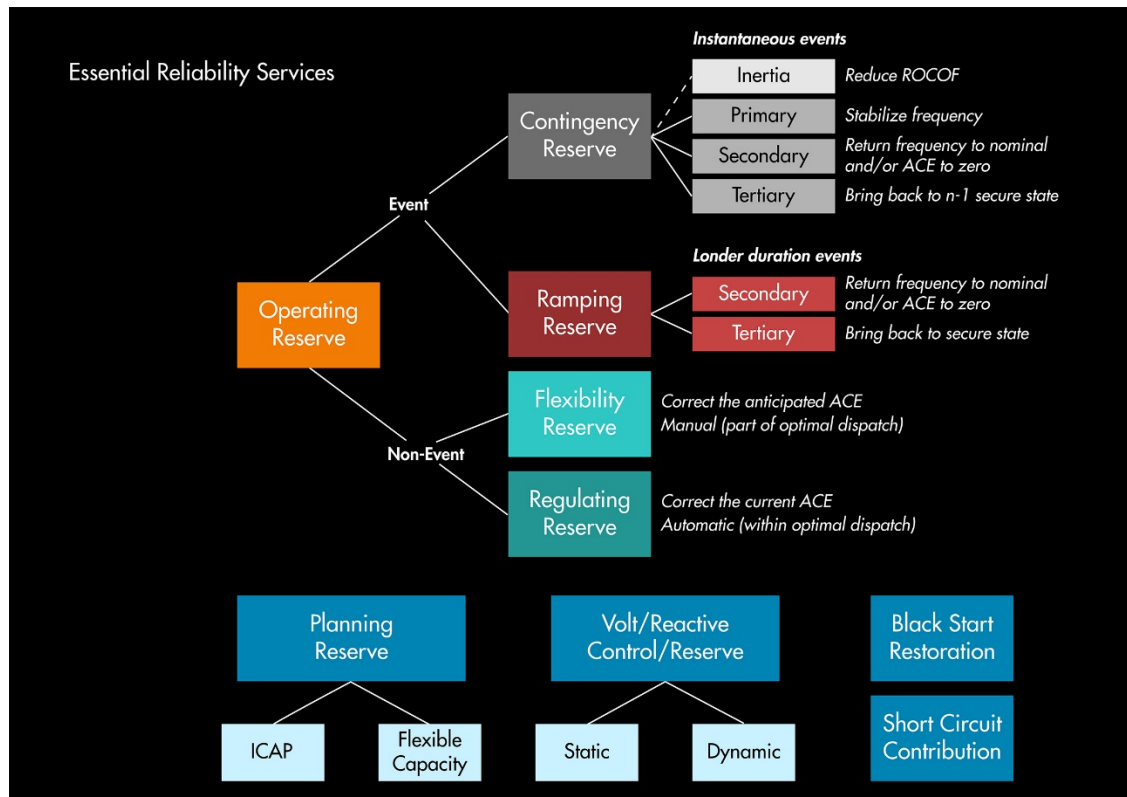 Essential Reliability Services
Instantaneous events
Inertia
Reduce ROCOF
Contingency
Reserve
Primary
Stabilize frequency
Secondary
Return frequency to nominal
and/or ACE to zero
Tertiary
Bring back to n-1 secure state
Event
Londer duration events
Operating
Reserve
Ramping
Reserve
Secondary
Return frequency to nominal
and/or ACE to zero
Tertiary
Bring back to secure state
Flexibility
Reserve
Correct the anticipated ACE
Manual (part of optimal dispatch)
Non-Event
Regulating
Reserve
Correct the current ACE
Automatic (within optimal dispatch)
Planning
Reserve
Volt/Reactive
Control/Reserve
Black Start
Restoration
ICAP
Flexible
Capacity
Static
Dynamic
Short Circuit
Contribution